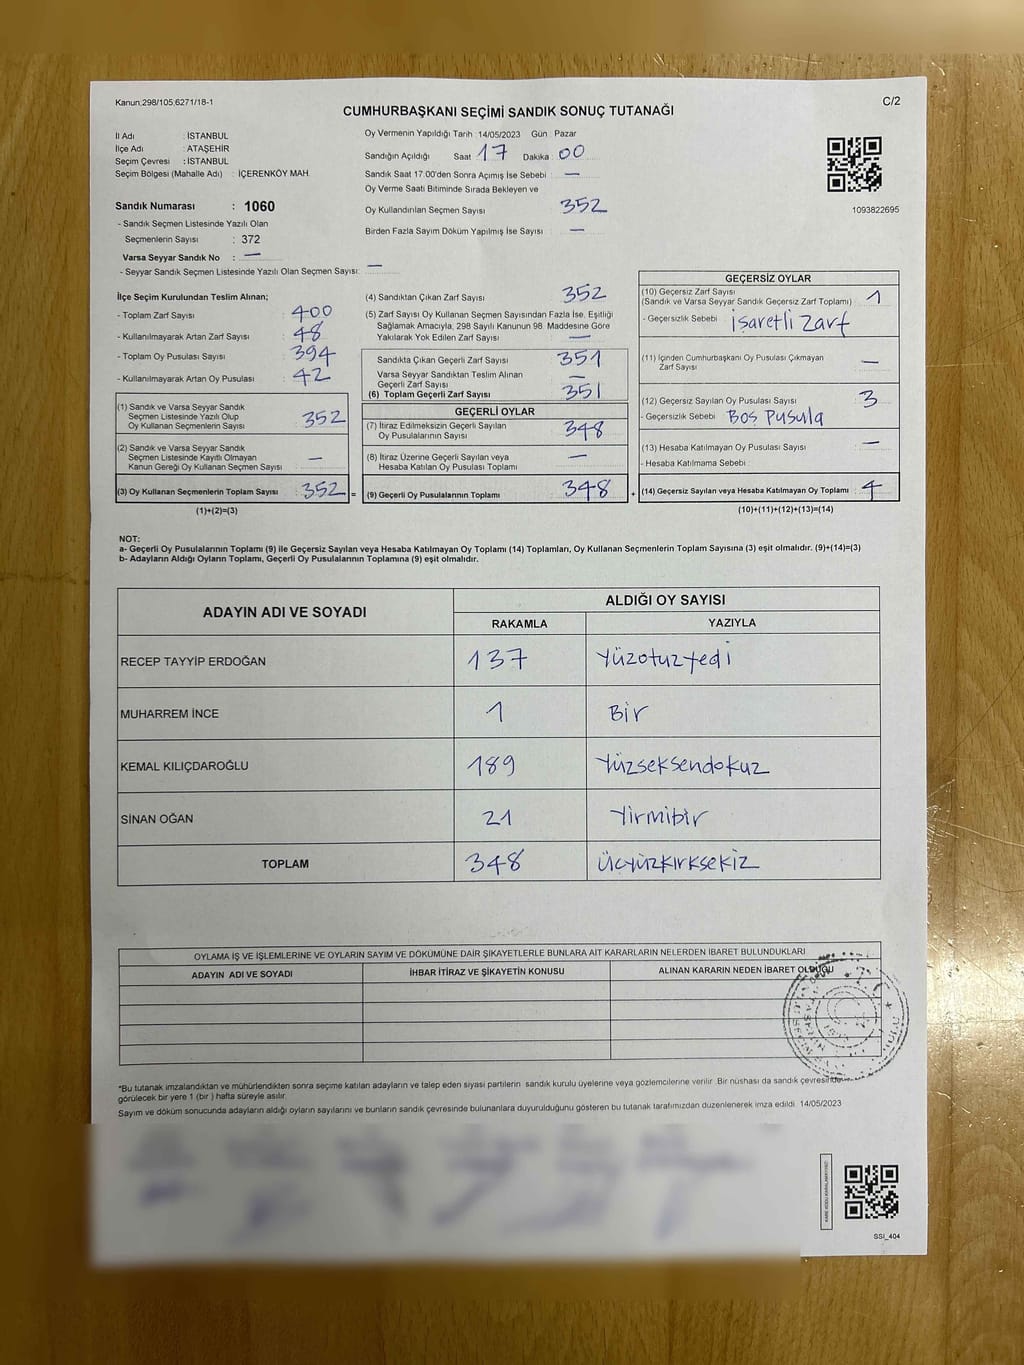 Kanun;298/105;6271/18-1
CUMHURBAŞKANI SEÇİMİ SANDIK SONUÇ TUTANAĞI
C/2
İl Adı : İSTANBUL
İlçe Adı : ATAŞEHİR
Seçim Çevresi : İSTANBUL
Seçim Bölgesi (Mahalle Adı) : İÇERENKÖY MAH.
Sandık Numarası : 1060
- Sandık Seçmen Listesinde Yazılı Olan
Seçmenlerin Sayısı : 372
Varsa Seyyar Sandık No : —
- Seyyar Sandık Seçmen Listesinde Yazılı Olan Seçmen Sayısı: —
Oy Vermenin Yapıldığı Tarih :14/05/2023 Gün : Pazar
Sandığın Açıldığı Saat 17 Dakika :00
Sandık Saat 17.00'den Sonra Açımış İse Sebebi : —
Oy Verme Saati Bitiminde Sırada Bekleyen ve
Oy Kullandırılan Seçmen Sayısı 352
Birden Fazla Sayım Döküm Yapılmış İse Sayısı : —
1093822695
İlçe Seçim Kurulundan Teslim Alınan;
- Toplam Zarf Sayısı : 400
- Kullanılmayarak Artan Zarf Sayısı : 48
- Toplam Oy Pusulası Sayısı : 394
- Kullanılmayarak Artan Oy Pusulası : 42
(1) Sandık ve Varsa Seyyar Sandık
Seçmen Listesinde Yazılı Olup
Oy Kullanan Seçmenlerin Sayısı : 352
(2) Sandık ve Varsa Seyyar Sandık
Seçmen Listesinde Kayıtlı Olmayan
Kanun Gereği Oy Kullanan Seçmen Sayısı : —
(3) Oy Kullanan Seçmenlerin Toplam Sayısı : 352 =
(1)+(2)=(3)
(4) Sandıktan Çıkan Zarf Sayısı : 352
(5) Zarf Sayısı Oy Kullanan Seçmen Sayısından Fazla İse, Eşitliği
Sağlamak Amacıyla, 298 Sayılı Kanunun 98. Maddesine Göre
Yakılarak Yok Edilen Zarf Sayısı : —
Sandıkta Çıkan Geçerli Zarf Sayısı : 351
Varsa Seyyar Sandıktan Teslim Alınan
Geçerli Zarf Sayısı : —
(6) Toplam Geçerli Zarf Sayısı : 351
GEÇERLİ OYLAR
(7) İtiraz Edilmeksizin Geçerli Sayılan
Oy Pusulalarının Sayısı : 348
(8) İtiraz Üzerine Geçerli Sayılan veya
Hesaba Katılan Oy Pusulası Toplamı : —
(9) Geçerli Oy Pusulalarının Toplamı : 348 +
GEÇERSİZ OYLAR
(10) Geçersiz Zarf Sayısı
(Sandık ve Varsa Seyyar Sandık Geçersiz Zarf Toplamı) : 1
- Geçersizlik Sebebi : işaretli zarf
(11) İçinden Cumhurbaşkanı Oy Pusulası Çıkmayan
Zarf Sayısı : —
(12) Geçersiz Sayılan Oy Pusulası Sayısı : 3
- Geçersizlik Sebebi : Boş pusula
(13) Hesaba Katılmayan Oy Pusulası Sayısı : —
- Hesaba Katılmama Sebebi
(14) Geçersiz Sayılan veya Hesaba Katılmayan Oy Toplamı : 4
(10)+(11)+(12)+(13)=(14)
NOT:
a- Geçerli Oy Pusulalarının Toplamı (9) ile Geçersiz Sayılan veya Hesaba Katılmayan Oy Toplamı (14) Toplamları, Oy Kullanan Seçmenlerin Toplam Sayısına (3) eşit olmalıdır. (9)+(14)=(3)
b- Adayların Aldığı Oyların Toplamı, Geçerli Oy Pusulalarının Toplamına (9) eşit olmalıdır.
ADAYIN ADI VE SOYADI
ALDIĞI OY SAYISI
RAKAMLA YAZIYLA
RECEP TAYYİP ERDOĞAN 137 Yüzotuzyedi
MUHARREM İNCE 1 Bir
KEMAL KILIÇDAROĞLU 189 Yüzseksendokuz
SİNAN OĞAN 21 Yirmibir
TOPLAM 348 Üçyüzkırksekiz
OYLAMA İŞ VE İŞLEMLERİNE VE OYLARIN SAYIM VE DÖKÜMÜNE DAİR ŞİKAYETLERLE BUNLARA AİT KARARLARIN NELERDEN İBARET BULUNDUKLARI
ADAYIN ADI VE SOYADI İHBAR İTİRAZ VE ŞİKAYETİN KONUSU ALINAN KARARIN NEDEN İBARET OLDUĞU
*Bu tutanak imzalandıktan ve mühürlendikten sonra seçime katılan adayların ve talep eden siyasi partilerin sandık kurulu üyelerine veya gözlemcilerine verilir. Bir nüshası da sandık çevresinde
görülecek bir yere 1 (bir ) hafta süreyle asılır.
Sayım ve döküm sonucunda adayların aldığı oyların sayılarını ve bunların sandık çevresinde bulunanlara duyurulduğunu gösteren bu tutanak tarafımızdan düzenlenerek imza edildi. 14/05/2023
SSI_404